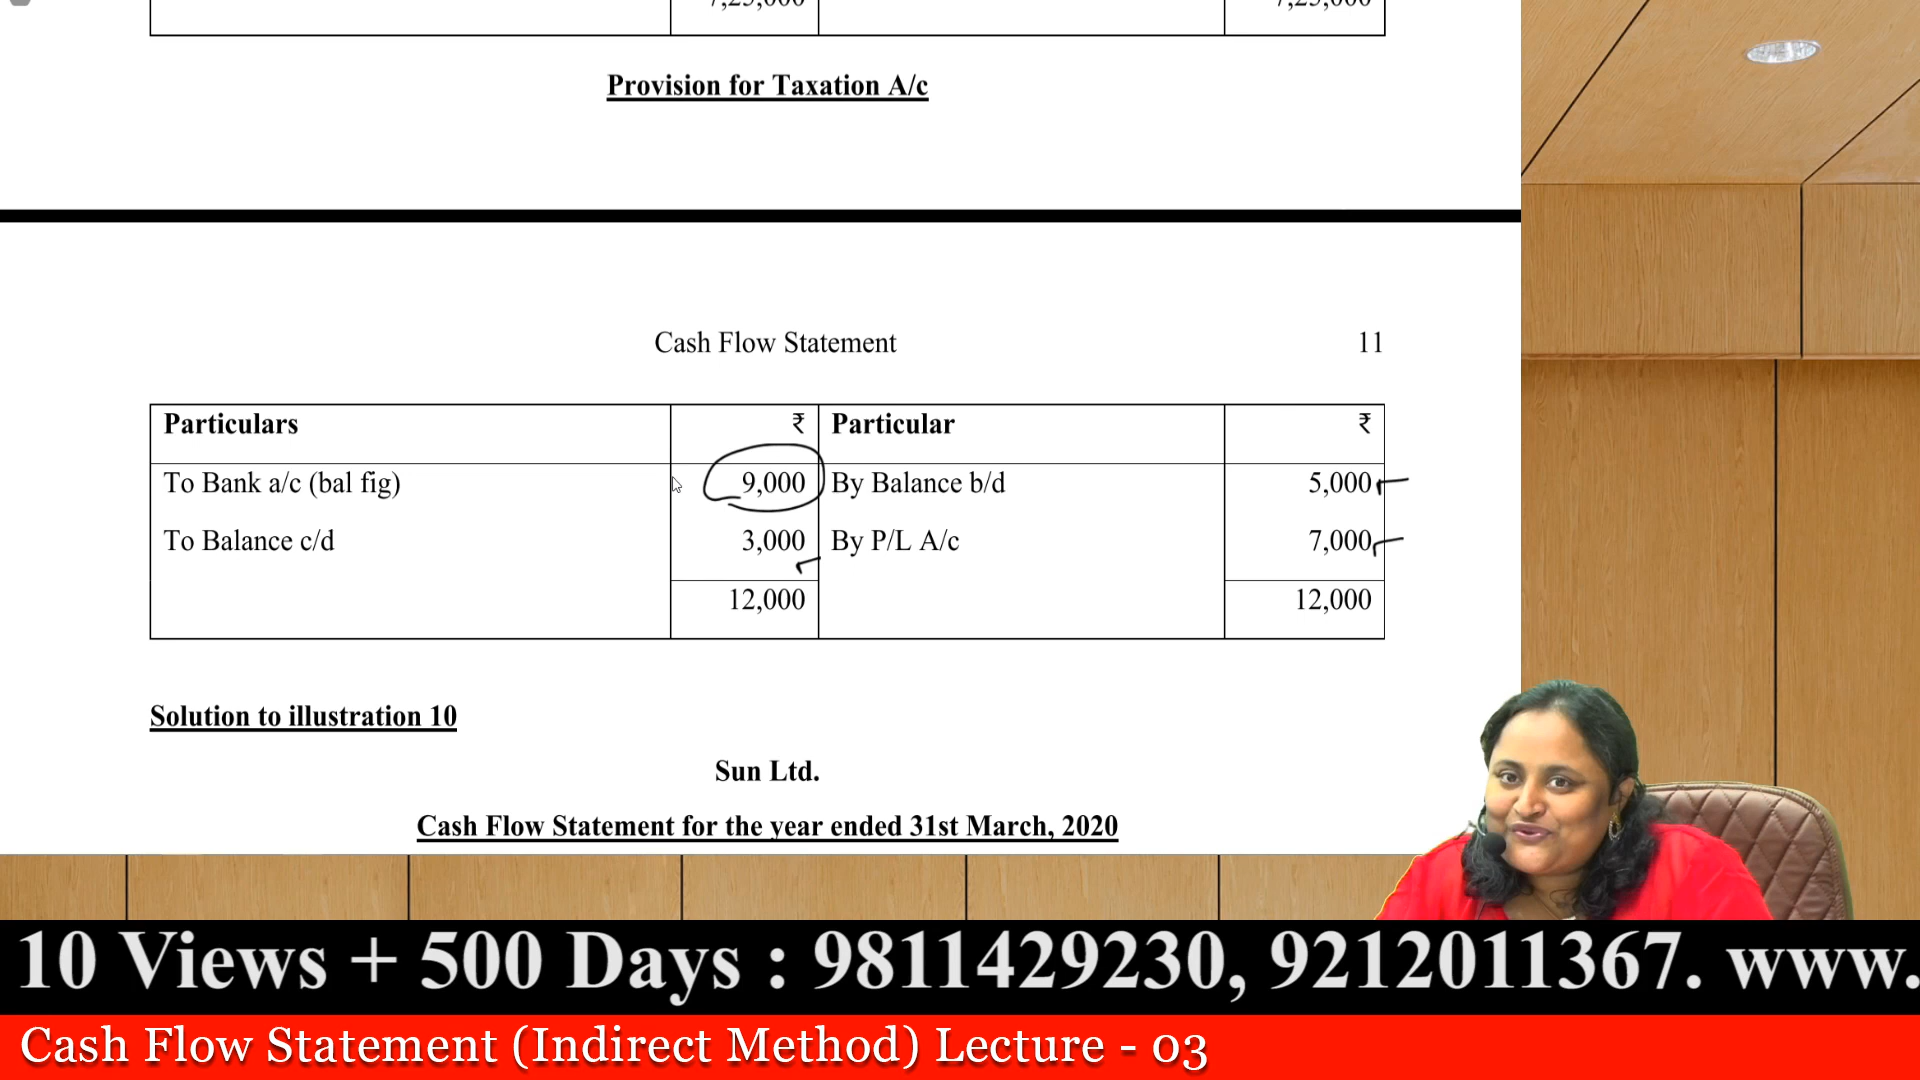 Provision for Taxation A/c
Cash Flow Statement 11
Particulars ₹ Particular ₹
To Bank a/c (bal fig) 9,000 By Balance b/d 5,000
To Balance c/d 3,000 By P/L A/c 7,000
12,000 12,000
Solution to illustration 10
Sun Ltd.
Cash Flow Statement for the year ended 31st March, 2020
10 Views + 500 Days : 9811429230, 9212011367. www.
Cash Flow Statement (Indirect Method) Lecture - 03